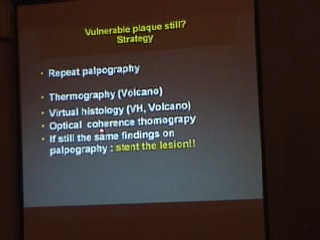 Vulnerable plaque still?
Strategy
• Repeat palpography
• Thermography (Volcano)
• Virtual histology (VH, Volcano)
• Optical coherence thomograpy
• If still the same findings on
palpography : stent the lesion!!